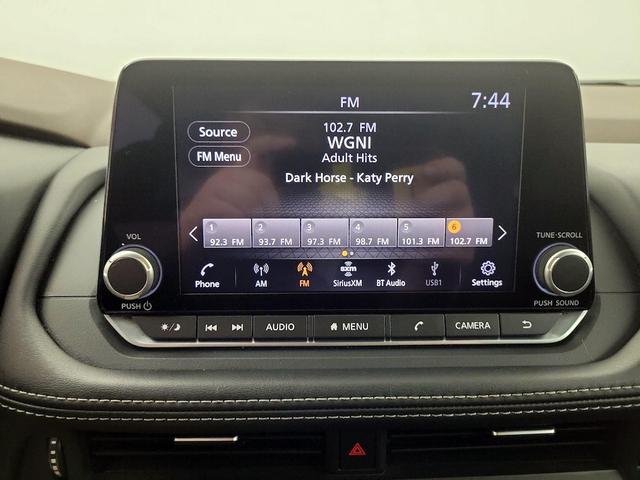 FM
7:44
Source
102.7 FM
WGNI
FM Menu
Adult Hits
Dark Horse - Katy Perry
1 2 3 4 5 6
92.3 FM 93.7 FM 97.3 FM 98.7 FM 101.3 FM 102.7 FM
VOL
TUNE·SCROLL
sxm
Phone AM FM SiriusXM BT Audio USB1 Settings
PUSH
PUSH SOUND
AUDIO MENU CAMERA